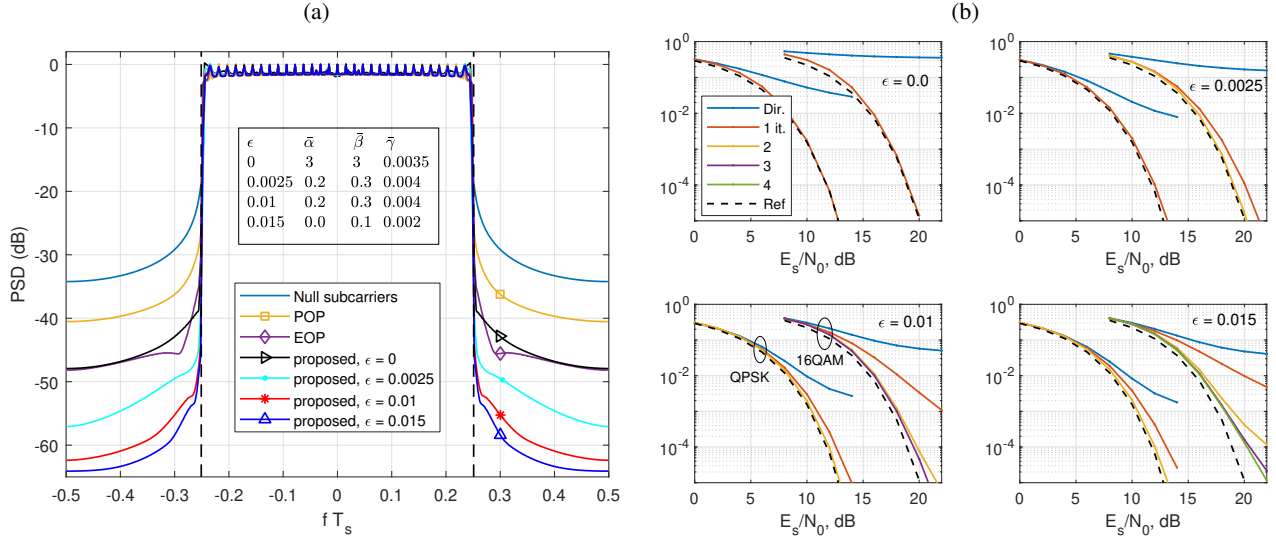 (a)
PSD (dB)
0
-10
-20
-30
-40
-50
-60
ϵ ᾱ β̄ γ̄
0 3 3 0.0035
0.0025 0.2 0.3 0.004
0.01 0.2 0.3 0.004
0.015 0.0 0.1 0.002
Null subcarriers
POP
EOP
proposed, ϵ = 0
proposed, ϵ = 0.0025
proposed, ϵ = 0.01
proposed, ϵ = 0.015
-0.5 -0.4 -0.3 -0.2 -0.1 0 0.1 0.2 0.3 0.4 0.5
f T_s
(b)
10^0
10^-2
10^-4
ϵ = 0.0
Dir.
1 it.
2
3
4
Ref
0 5 10 15 20
E_s/N_0, dB
10^0
10^-2
10^-4
ϵ = 0.0025
0 5 10 15 20
E_s/N_0, dB
10^0
10^-2
10^-4
ϵ = 0.01
16QAM
QPSK
0 5 10 15 20
E_s/N_0, dB
10^0
10^-2
10^-4
ϵ = 0.015
0 5 10 15 20
E_s/N_0, dB